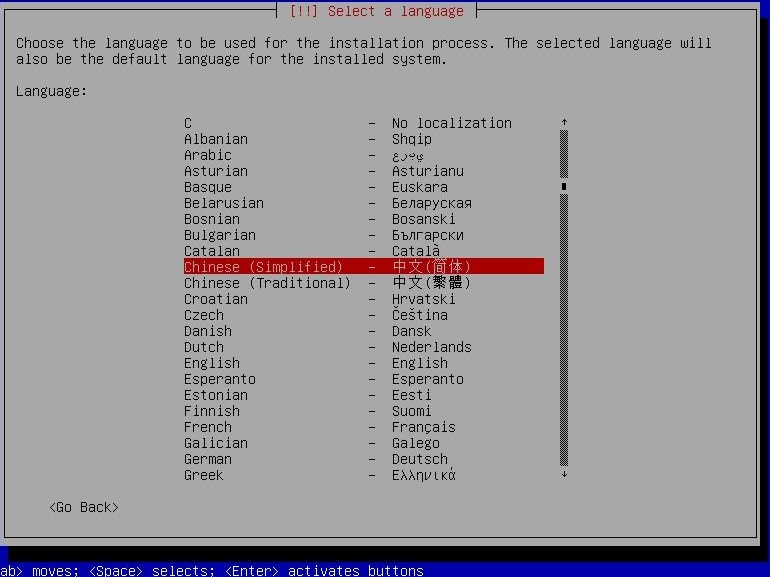 [!!] Select a language
Choose the language to be used for the installation process. The selected language will
also be the default language for the installed system.
Language:
C - No localization
Albanian - Shqip
Arabic - عربي
Asturian - Asturianu
Basque - Euskara
Belarusian - Беларуская
Bosnian - Bosanski
Bulgarian - Български
Catalan - Català
Chinese (Simplified) - 中文(简体)
Chinese (Traditional) - 中文(繁體)
Croatian - Hrvatski
Czech - Čeština
Danish - Dansk
Dutch - Nederlands
English - English
Esperanto - Esperanto
Estonian - Eesti
Finnish - Suomi
French - Français
Galician - Galego
German - Deutsch
Greek - Ελληνικά
<Go Back>
ab> moves; <Space> selects; <Enter> activates buttons